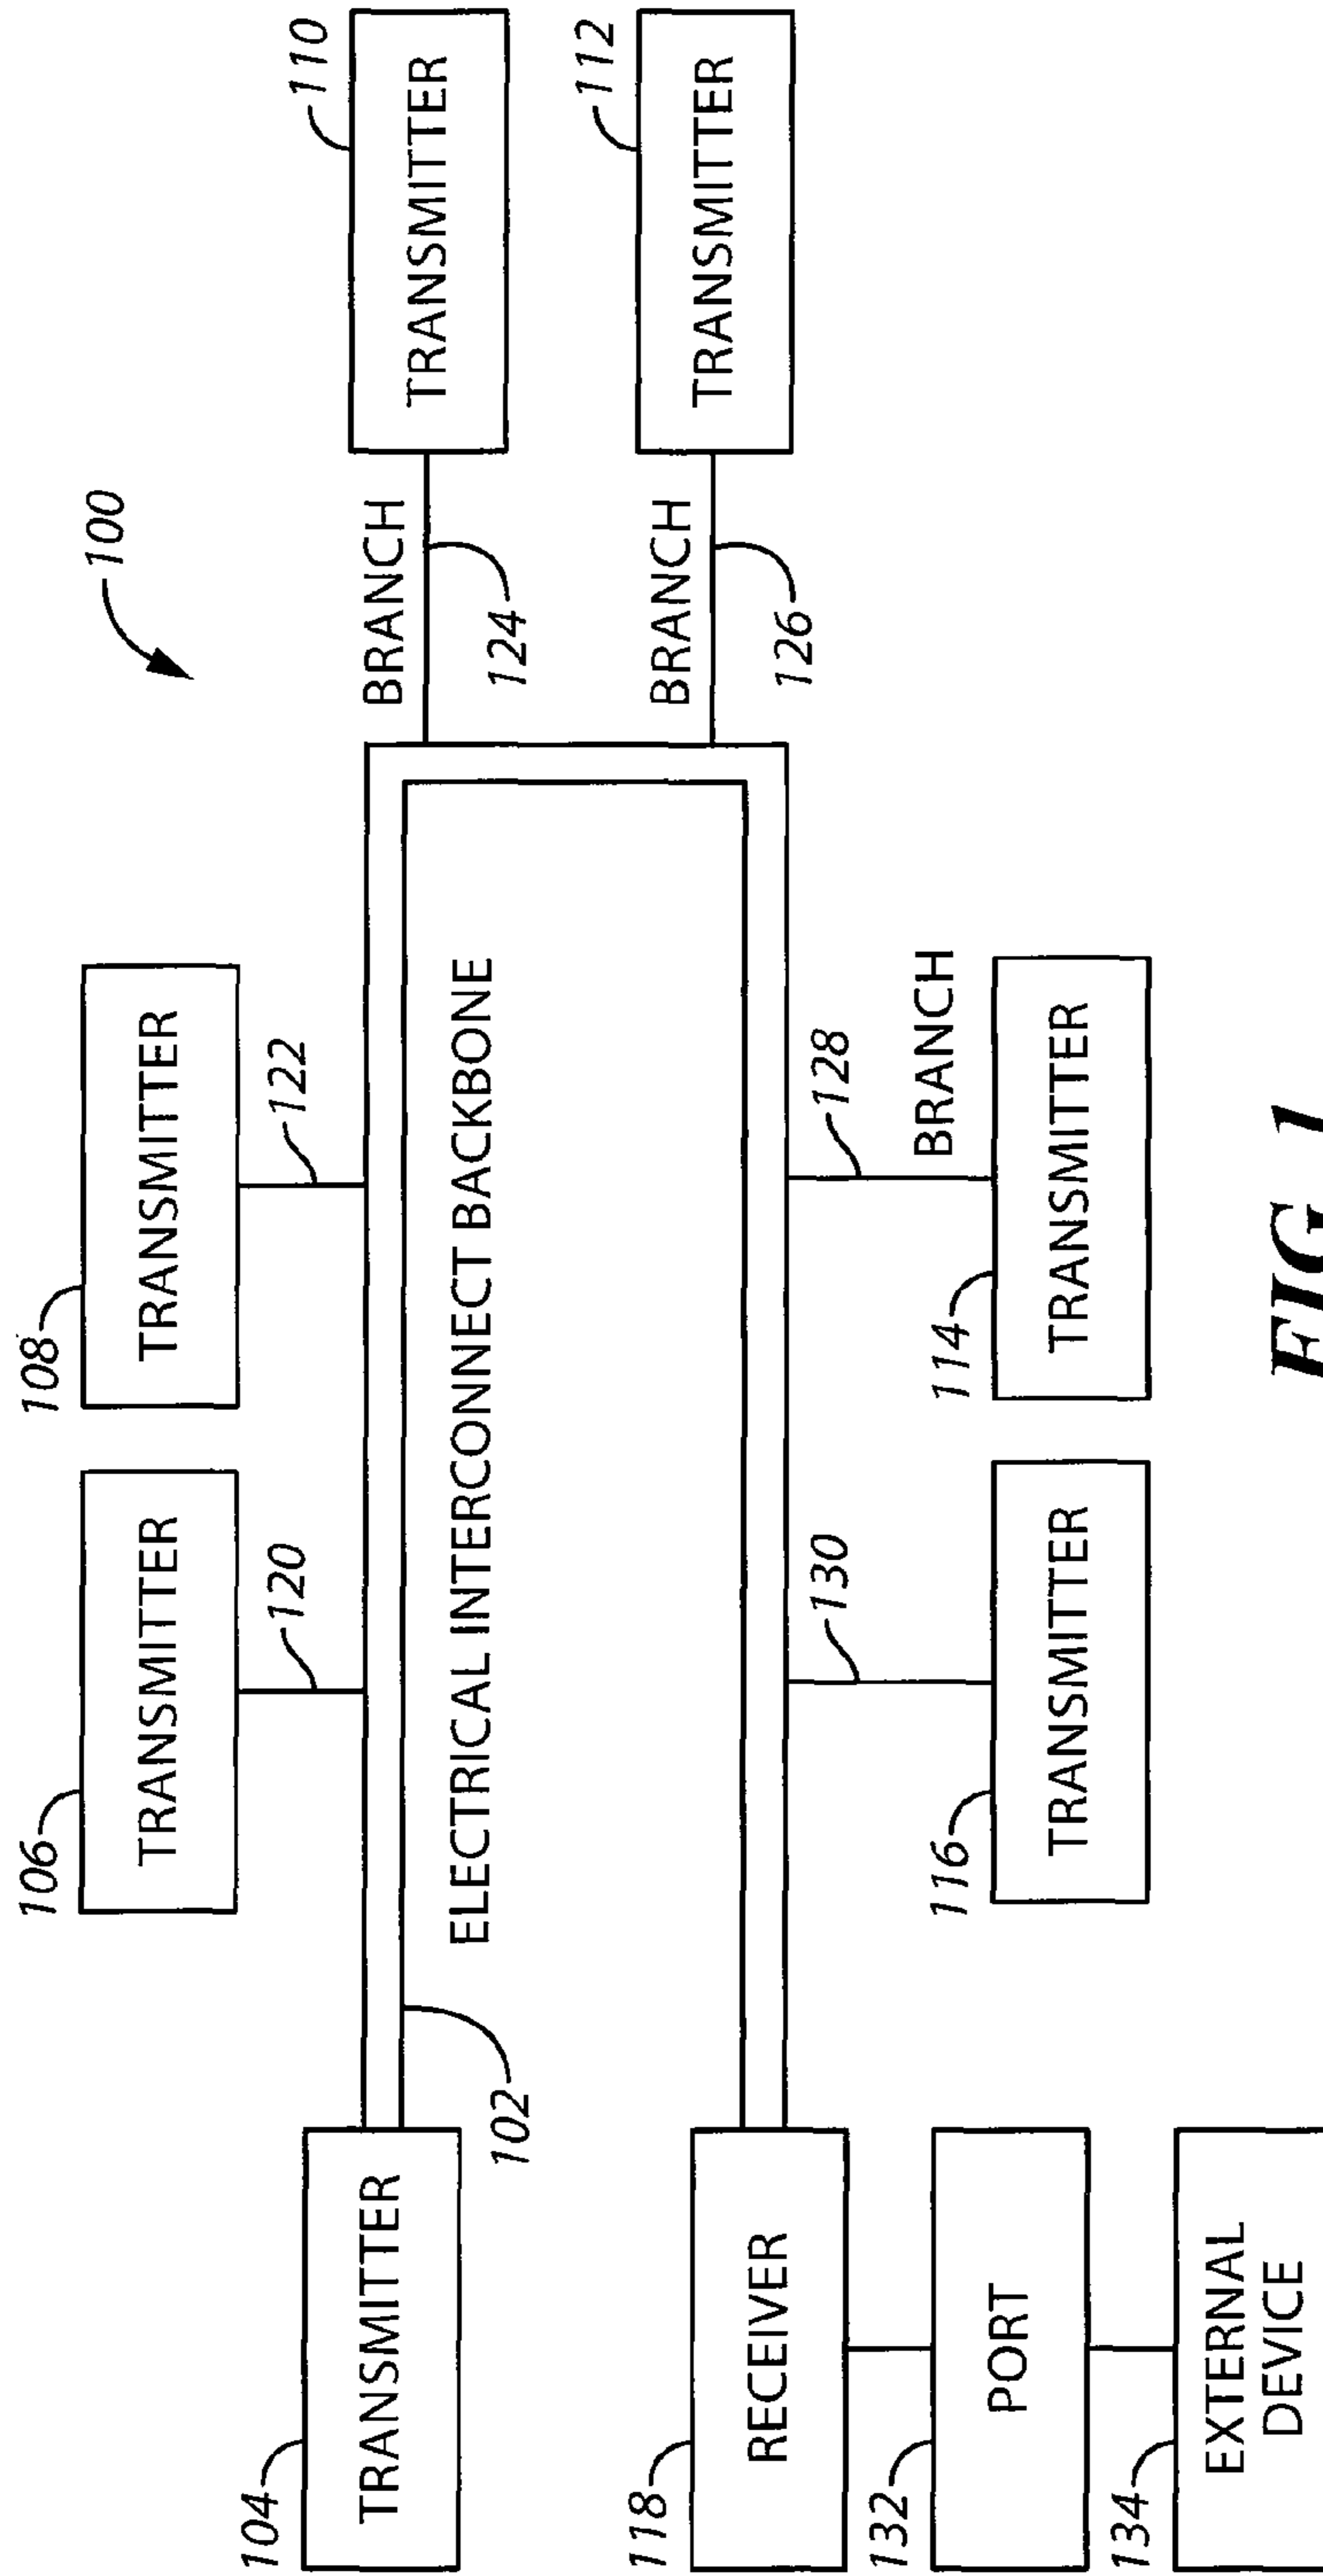 100
104
TRANSMITTER
106
TRANSMITTER
108
TRANSMITTER
120
122
102
ELECTRICAL INTERCONNECT BACKBONE
BRANCH
124
110
TRANSMITTER
BRANCH
126
112
TRANSMITTER
118
RECEIVER
130
128
BRANCH
116
TRANSMITTER
114
TRANSMITTER
132
PORT
134
EXTERNAL
DEVICE
FIG. 1